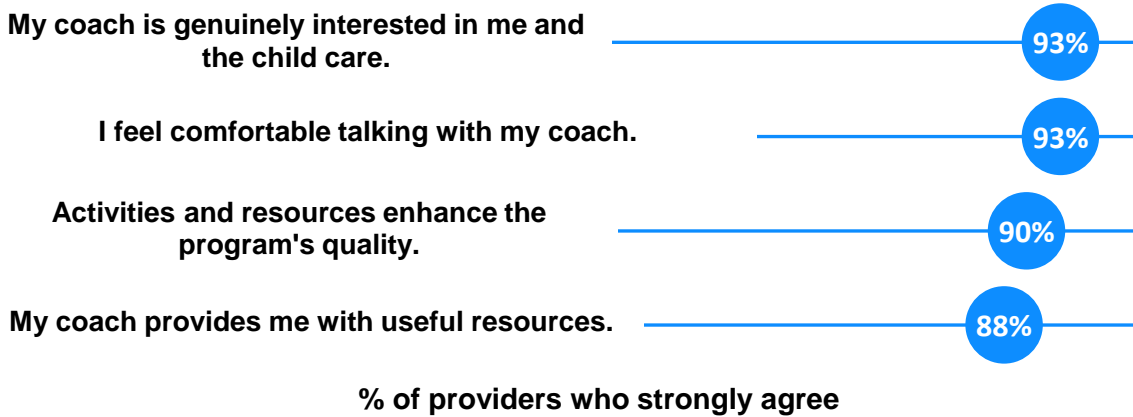 My coach is genuinely interested in me and
the child care.
93%
I feel comfortable talking with my coach.
93%
Activities and resources enhance the
program's quality.
90%
My coach provides me with useful resources.
88%
% of providers who strongly agree